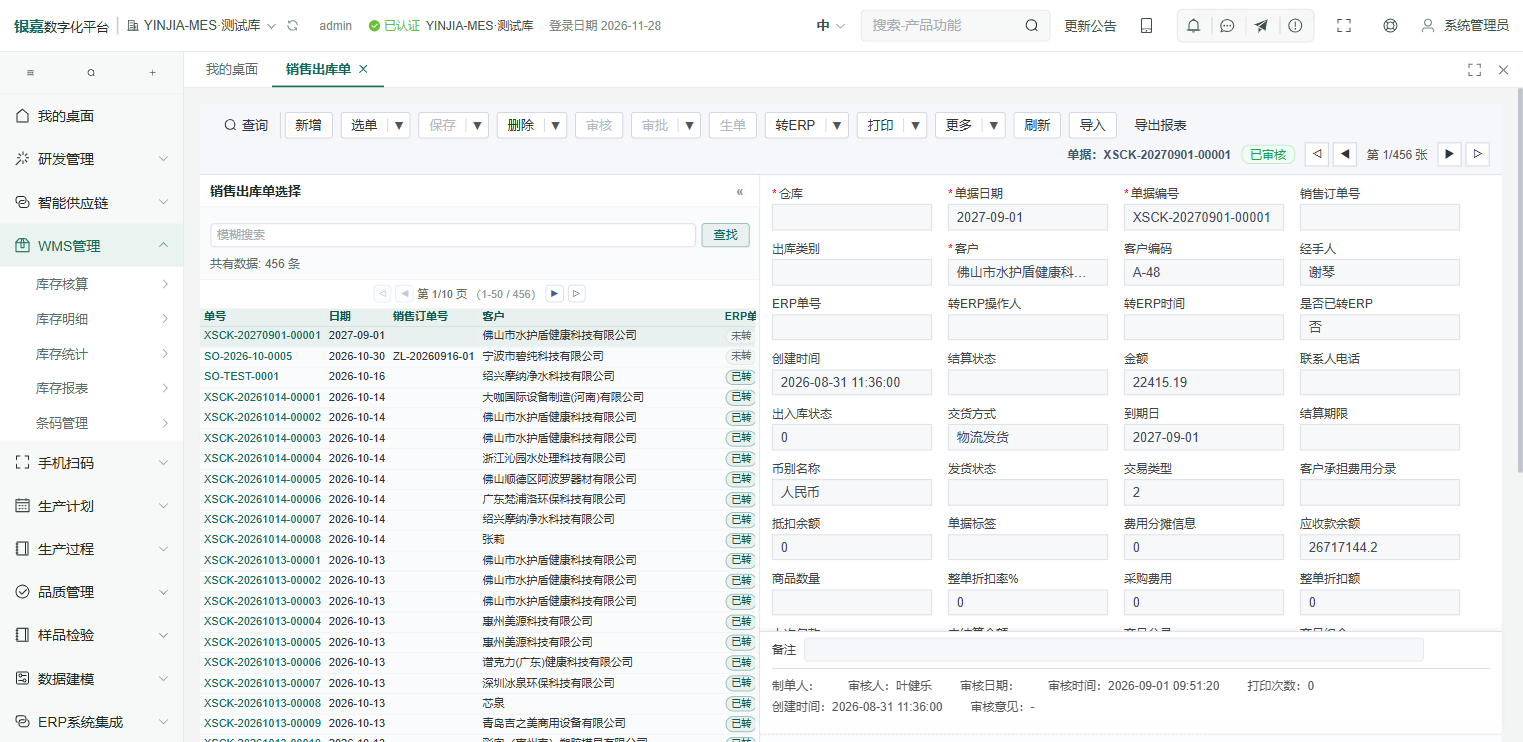 银嘉数字化平台 YINJIA-MES·测试库 admin 已认证 YINJIA-MES·测试库 登录日期 2026-11-28 中 搜索-产品功能 更新公告 系统管理员
我的桌面 销售出库单
我的桌面
研发管理
智能供应链
WMS管理
库存核算
库存明细
库存统计
库存报表
条码管理
手机扫码
生产计划
生产过程
品质管理
样品检验
数据建模
ERP系统集成
查询 新增 选单 保存 删除 审核 审批 生单 转ERP 打印 更多 刷新 导入 导出报表
单据: XSCK-20270901-00001 已审核 第 1/456 张
销售出库单选择 «
模糊搜索 查找
共有数据: 456 条
第 1/10 页 (1-50 / 456)
单号 日期 销售订单号 客户 ERP单
XSCK-20270901-00001 2027-09-01 佛山市水护盾健康科技有限公司 未转
SO-2026-10-0005 2026-10-30 ZL-20260916-01 宁波市碧纯科技有限公司 未转
SO-TEST-0001 2026-10-16 绍兴摩纳净水科技有限公司 已转
XSCK-20261014-00001 2026-10-14 大咖国际设备制造(河南)有限公司 已转
XSCK-20261014-00002 2026-10-14 佛山市水护盾健康科技有限公司 已转
XSCK-20261014-00003 2026-10-14 佛山市水护盾健康科技有限公司 已转
XSCK-20261014-00004 2026-10-14 浙江沁园水处理科技有限公司 已转
XSCK-20261014-00005 2026-10-14 佛山顺德区阿波罗器材有限公司 已转
XSCK-20261014-00006 2026-10-14 广东梵浦洛环保科技有限公司 已转
XSCK-20261014-00007 2026-10-14 绍兴摩纳净水科技有限公司 已转
XSCK-20261014-00008 2026-10-14 张莉 已转
XSCK-20261013-00001 2026-10-13 佛山市水护盾健康科技有限公司 已转
XSCK-20261013-00002 2026-10-13 佛山市水护盾健康科技有限公司 已转
XSCK-20261013-00003 2026-10-13 佛山市水护盾健康科技有限公司 已转
XSCK-20261013-00004 2026-10-13 惠州美源科技有限公司 已转
XSCK-20261013-00005 2026-10-13 惠州美源科技有限公司 已转
XSCK-20261013-00006 2026-10-13 谱克力(广东)健康科技有限公司 已转
XSCK-20261013-00007 2026-10-13 深圳冰泉环保科技有限公司 已转
XSCK-20261013-00008 2026-10-13 芯泉 已转
XSCK-20261013-00009 2026-10-13 青岛吉之美商用设备有限公司 已转
*仓库 *单据日期 *单据编号 销售订单号
2027-09-01 XSCK-20270901-00001
出库类别 *客户 客户编码 经手人
佛山市水护盾健康科... A-48 谢琴
ERP单号 转ERP操作人 转ERP时间 是否已转ERP
否
创建时间 结算状态 金额 联系人电话
2026-08-31 11:36:00 22415.19
出入库状态 交货方式 到期日 结算期限
0 物流发货 2027-09-01
币别名称 发货状态 交易类型 客户承担费用分录
人民币 2
抵扣余额 单据标签 费用分摊信息 应收款余额
0 0 26717144.2
商品数量 整单折扣率% 采购费用 整单折扣额
0 0 0
备注
制单人: 审核人: 叶健乐 审核日期: 审核时间: 2026-09-01 09:51:20 打印次数: 0
创建时间: 2026-08-31 11:36:00 审核意见: -